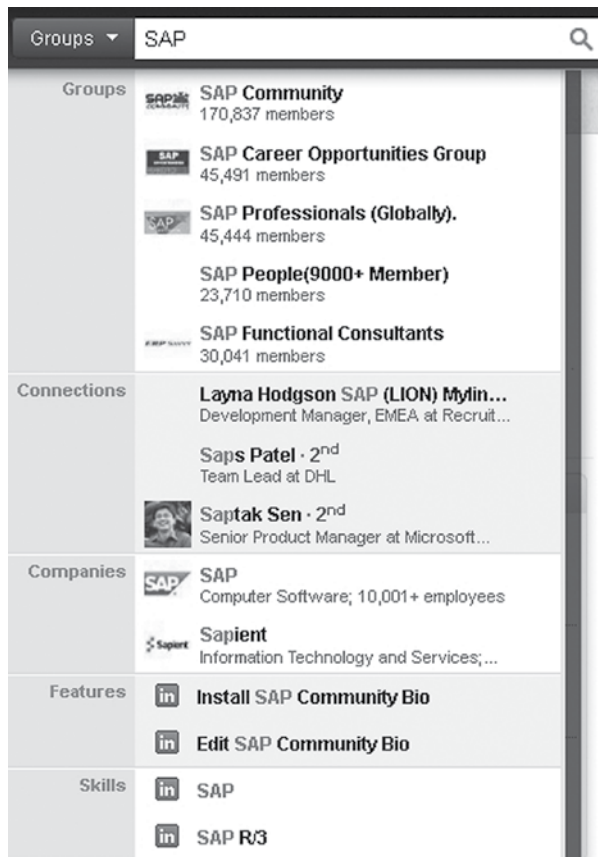 Groups SAP
Groups
SAP Community
170,837 members
SAP Career Opportunities Group
45,491 members
SAP Professionals (Globally).
45,444 members
SAP People(9000+ Member)
23,710 members
SAP Functional Consultants
30,041 members
Connections
Layna Hodgson SAP (LION) Mylin...
Development Manager, EMEA at Recruit...
Saps Patel · 2nd
Team Lead at DHL
Saptak Sen · 2nd
Senior Product Manager at Microsoft...
Companies
SAP
SAP
Computer Software; 10,001+ employees
Sapient
Sapient
Information Technology and Services;...
Features
in Install SAP Community Bio
in Edit SAP Community Bio
Skills
in SAP
in SAP R/3